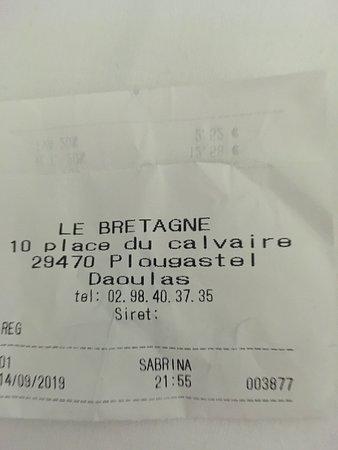 LE BRETAGNE
10 place du calvaire
29470 Plougastel
Daoulas
tel: 02.98.40.37.35
Siret:
REG
01 SABRINA
14/09/2019 21:55 003877